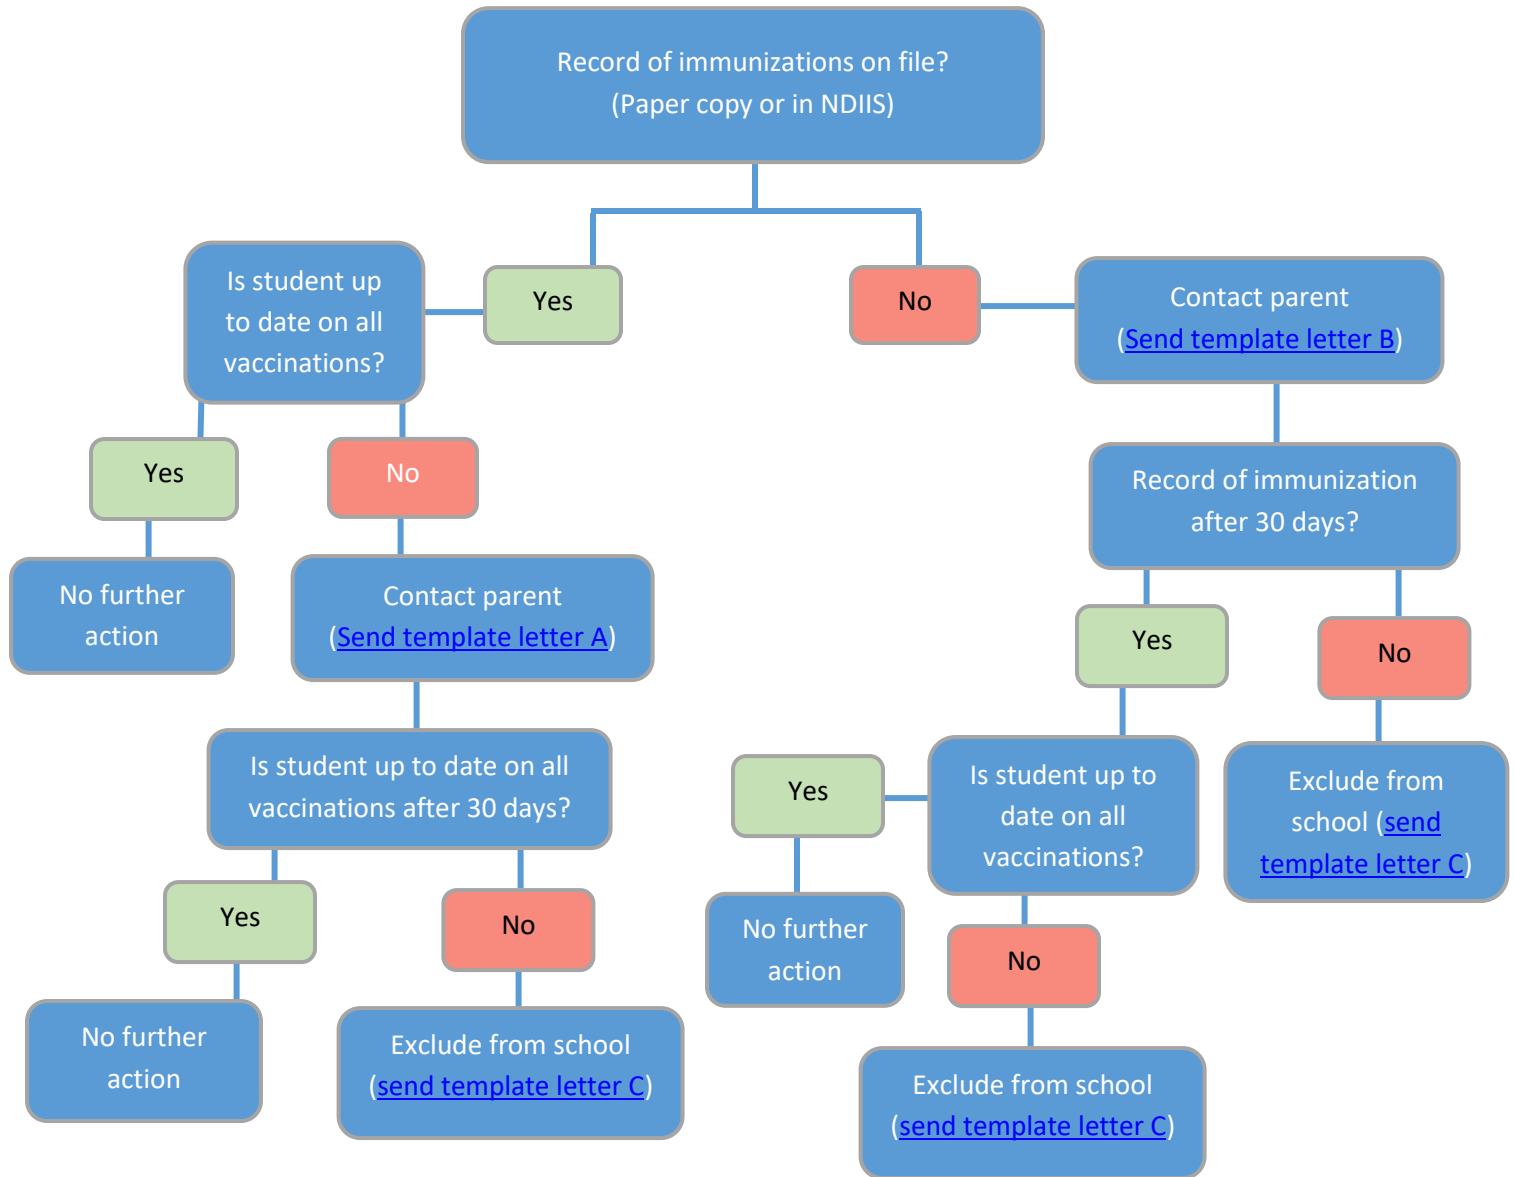 Record of immunizations on file?
(Paper copy or in NDIIS)
Is student up
to date on all
vaccinations?
Yes
No
Contact parent
(Send template letter B)
Yes
No
Record of immunization
after 30 days?
No further
action
Contact parent
(Send template letter A)
Yes
No
Is student up to date on all
vaccinations after 30 days?
Yes
Is student up to
date on all
vaccinations?
Exclude from
school (send
template letter C)
Yes
No
No further
action
No
No further
action
Exclude from school
(send template letter C)
Exclude from school
(send template letter C)